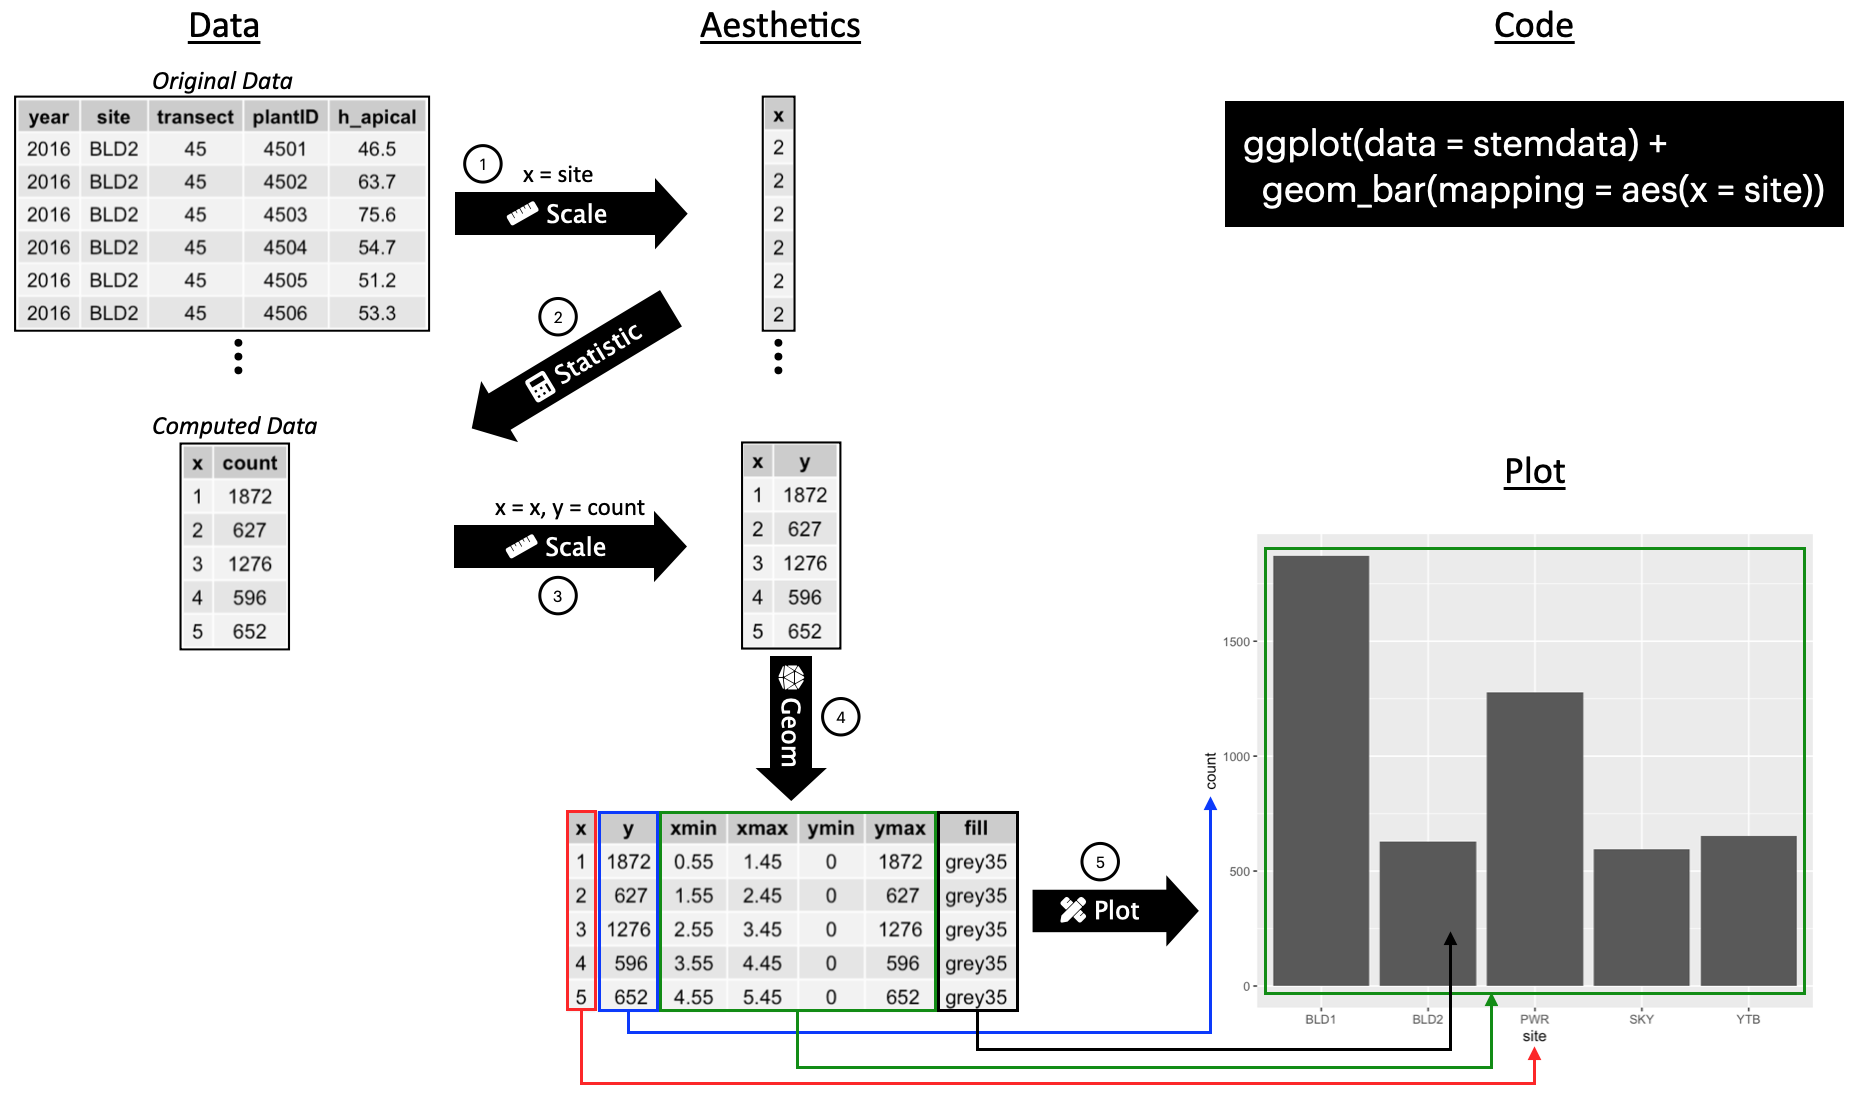 Data
Original Data
year site transect plantID h_apical
2016 BLD2 45 4501 46.5
2016 BLD2 45 4502 63.7
2016 BLD2 45 4503 75.6
2016 BLD2 45 4504 54.7
2016 BLD2 45 4505 51.2
2016 BLD2 45 4506 53.3
1
x = site
Scale
Aesthetics
x
2
2
2
2
2
2
2
Statistic
Computed Data
x count
1 1872
2 627
3 1276
4 596
5 652
x = x, y = count
Scale
3
x y
1 1872
2 627
3 1276
4 596
5 652
Geom
4
x y xmin xmax ymin ymax fill
1 1872 0.55 1.45 0 1872 grey35
2 627 1.55 2.45 0 627 grey35
3 1276 2.55 3.45 0 1276 grey35
4 596 3.55 4.45 0 596 grey35
5 652 4.55 5.45 0 652 grey35
5
Plot
Code
ggplot(data = stemdata) +
geom_bar(mapping = aes(x = site))
Plot
count
1500
1000
500
0
BLD1 BLD2 PWR SKY YTB
site